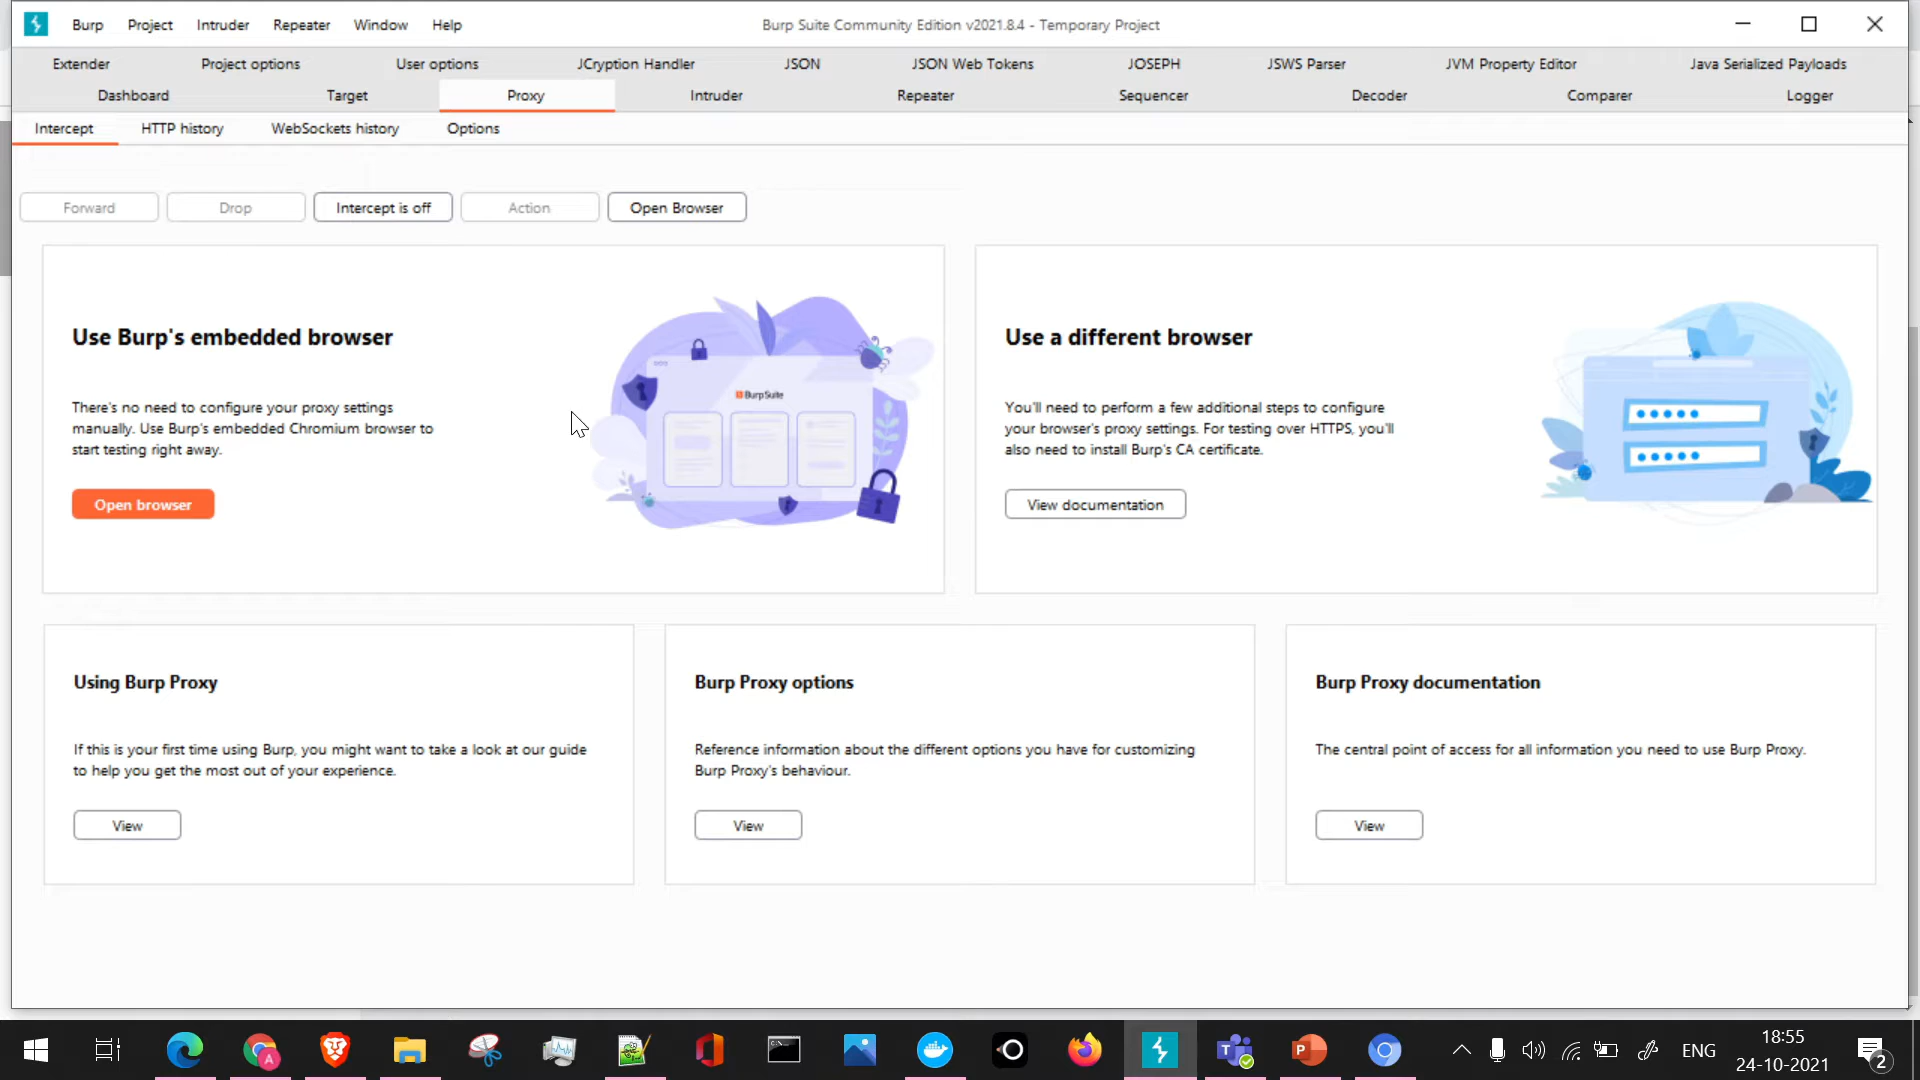 Burp Project Intruder Repeater Window Help Burp Suite Community Edition v2021.8.4 - Temporary Project
Extender Project options User options JCryption Handler JSON JSON Web Tokens JOSEPH JSWS Parser JVM Property Editor Java Serialized Payloads
Dashboard Target Proxy Intruder Repeater Sequencer Decoder Comparer Logger
Intercept HTTP history WebSockets history Options
Forward Drop Intercept is off Action Open Browser
Use Burp's embedded browser
There's no need to configure your proxy settings
manually. Use Burp's embedded Chromium browser to
start testing right away.
Open browser
BurpSuite
Use a different browser
You'll need to perform a few additional steps to configure
your browser's proxy settings. For testing over HTTPS, you'll
also need to install Burp's CA certificate.
View documentation
Using Burp Proxy
If this is your first time using Burp, you might want to take a look at our guide
to help you get the most out of your experience.
View
Burp Proxy options
Reference information about the different options you have for customizing
Burp Proxy's behaviour.
View
Burp Proxy documentation
The central point of access for all information you need to use Burp Proxy.
View
ENG
18:55
24-10-2021
2